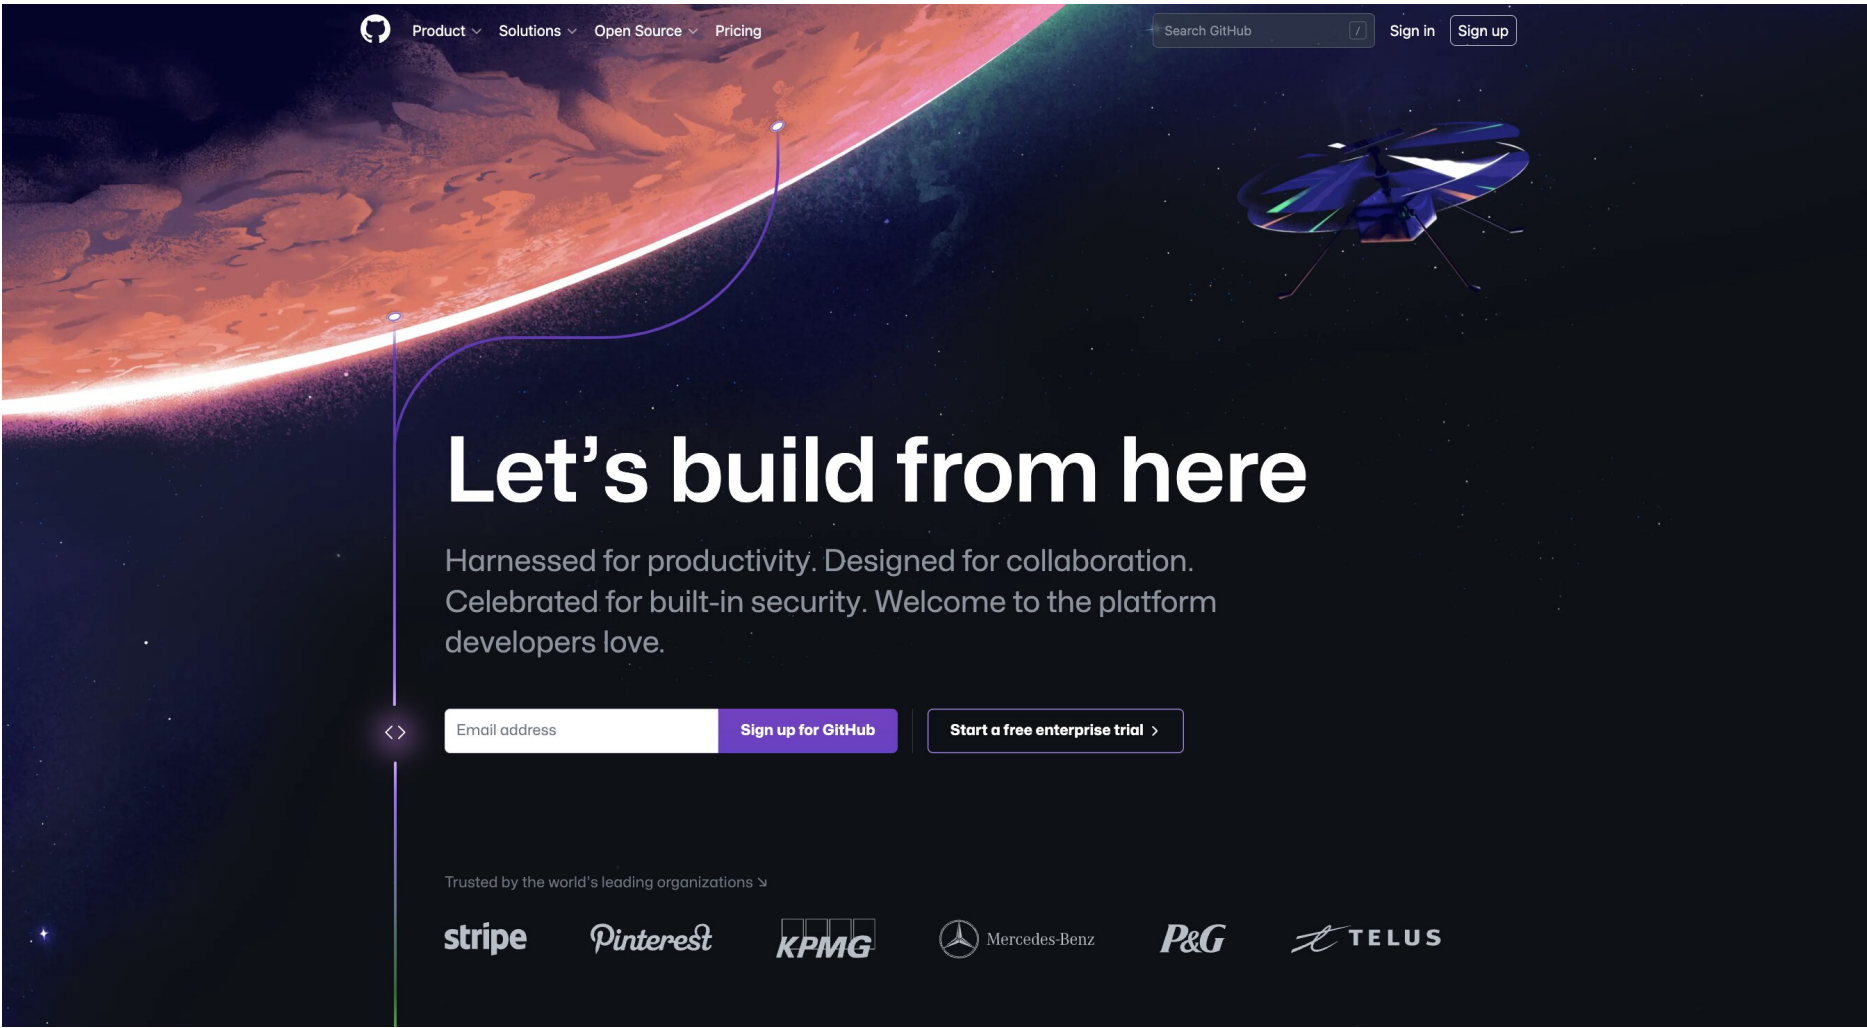 Product Solutions Open Source Pricing Search GitHub / Sign in Sign up
Let’s build from here
Harnessed for productivity. Designed for collaboration.
Celebrated for built-in security. Welcome to the platform
developers love.
Email address Sign up for GitHub Start a free enterprise trial
Trusted by the world's leading organizations
stripe Pinterest KPMG Mercedes-Benz P&G TELUS